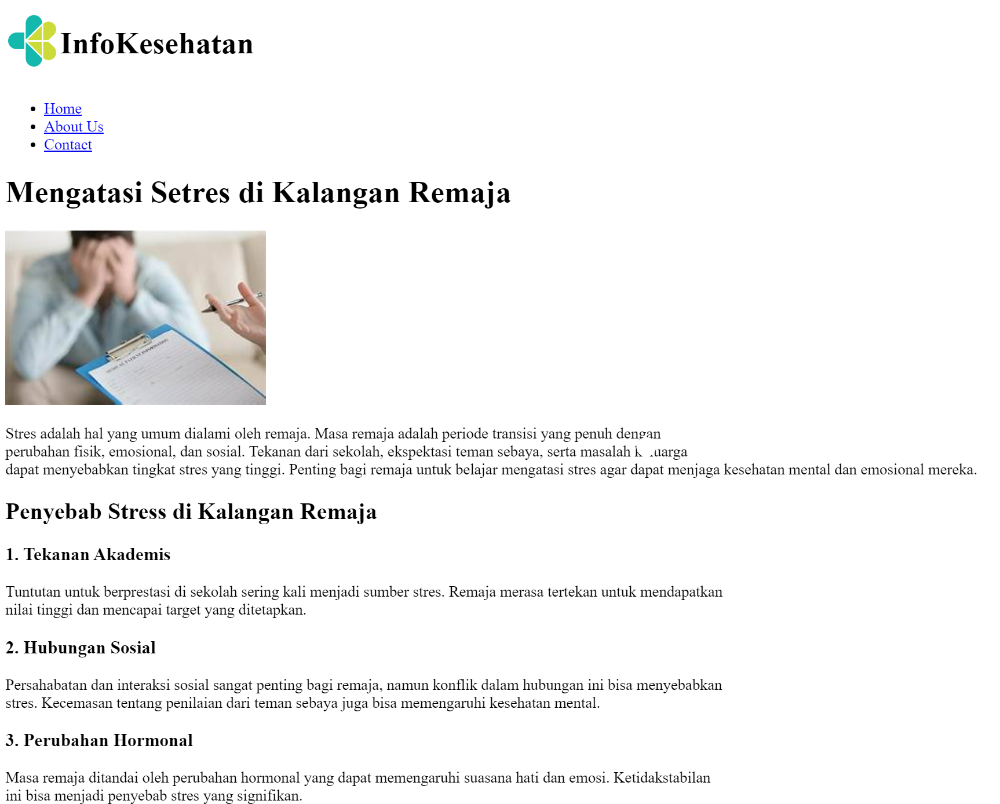 InfoKesehatan
Home
About Us
Contact
Mengatasi Setres di Kalangan Remaja
MEDICAL PATIENT INFORMATION
Stres adalah hal yang umum dialami oleh remaja. Masa remaja adalah periode transisi yang penuh dengan
perubahan fisik, emosional, dan sosial. Tekanan dari sekolah, ekspektasi teman sebaya, serta masalah
dapat menyebabkan tingkat stres yang tinggi. Penting bagi remaja untuk belajar mengatasi stres agar dapat menjaga kesehatan mental dan emosional mereka.
Penyebab Stress di Kalangan Remaja
1. Tekanan Akademis
Tuntutan untuk berprestasi di sekolah sering kali menjadi sumber stres. Remaja merasa tertekan untuk mendapatkan
nilai tinggi dan mencapai target yang ditetapkan.
2. Hubungan Sosial
Persahabatan dan interaksi sosial sangat penting bagi remaja, namun konflik dalam hubungan ini bisa menyebabkan
stres. Kecemasan tentang penilaian dari teman sebaya juga bisa memengaruhi kesehatan mental.
3. Perubahan Hormonal
Masa remaja ditandai oleh perubahan hormonal yang dapat memengaruhi suasana hati dan emosi. Ketidakstabilan
ini bisa menjadi penyebab stres yang signifikan.